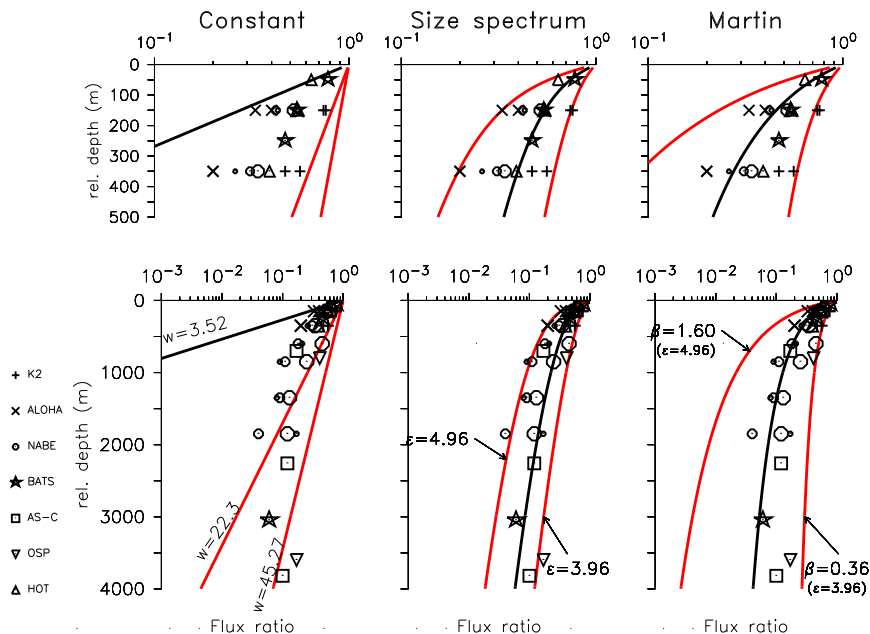 Constant Size spectrum Martin
10⁻¹ 10⁰ 10⁻¹ 10⁰ 10⁻¹ 10⁰
rel. depth (m)
0
50
100
150
200
250
300
400
500
10⁻³ 10⁻² 10⁻¹ 10⁰ 10⁻³ 10⁻² 10⁻¹ 10⁰ 10⁻³ 10⁻² 10⁻¹ 10⁰
rel. depth (m)
0
1000
2000
3000
4000
w=3.52
w=22.3
w=45.27
ε=4.96
ε=3.96
β=1.60
(ε=4.96)
β=0.36
(ε=3.96)
K2
ALOHA
NABE
BATS
AS-C
OSP
HOT
Flux ratio Flux ratio Flux ratio